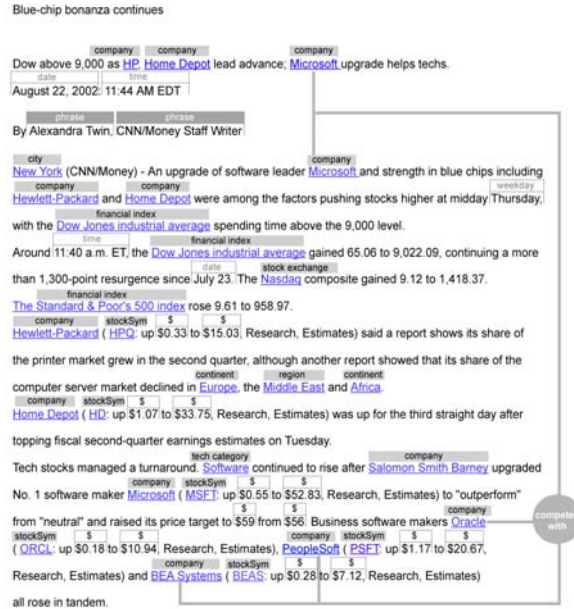 Blue-chip bonanza continues
company company company
Dow above 9,000 as HP, Home Depot lead advance; Microsoft upgrade helps techs.
date time
August 22, 2002: 11:44 AM EDT
phrase phrase
By Alexandra Twin, CNN/Money Staff Writer
city company
New York (CNN/Money) - An upgrade of software leader Microsoft and strength in blue chips including
company company weekday
Hewlett-Packard and Home Depot were among the factors pushing stocks higher at midday Thursday,
financial index
with the Dow Jones industrial average spending time above the 9,000 level.
time financial index
Around 11:40 a.m. ET, the Dow Jones industrial average gained 65.06 to 9,022.09, continuing a more
date stock exchange
than 1,300-point resurgence since July 23. The Nasdaq composite gained 9.12 to 1,418.37.
financial index
The Standard & Poor's 500 index rose 9.61 to 958.97.
company stockSym $ $
Hewlett-Packard ( HPQ: up $0.33 to $15.03, Research, Estimates) said a report shows its share of
the printer market grew in the second quarter, although another report showed that its share of the
continent region continent
computer server market declined in Europe, the Middle East and Africa.
company stockSym $ $
Home Depot ( HD: up $1.07 to $33.75, Research, Estimates) was up for the third straight day after
topping fiscal second-quarter earnings estimates on Tuesday.
tech category company
Tech stocks managed a turnaround. Software continued to rise after Salomon Smith Barney upgraded
company stockSym $ $
No. 1 software maker Microsoft ( MSFT: up $0.55 to $52.83, Research, Estimates) to "outperform"
$ $ company
from "neutral" and raised its price target to $59 from $56. Business software makers Oracle
compete with
stockSym $ $ company stockSym $ $
( ORCL: up $0.18 to $10.94, Research, Estimates), PeopleSoft ( PSFT: up $1.17 to $20.67,
company stockSym $ $
Research, Estimates) and BEA Systems ( BEAS: up $0.28 to $7.12, Research, Estimates)
all rose in tandem.